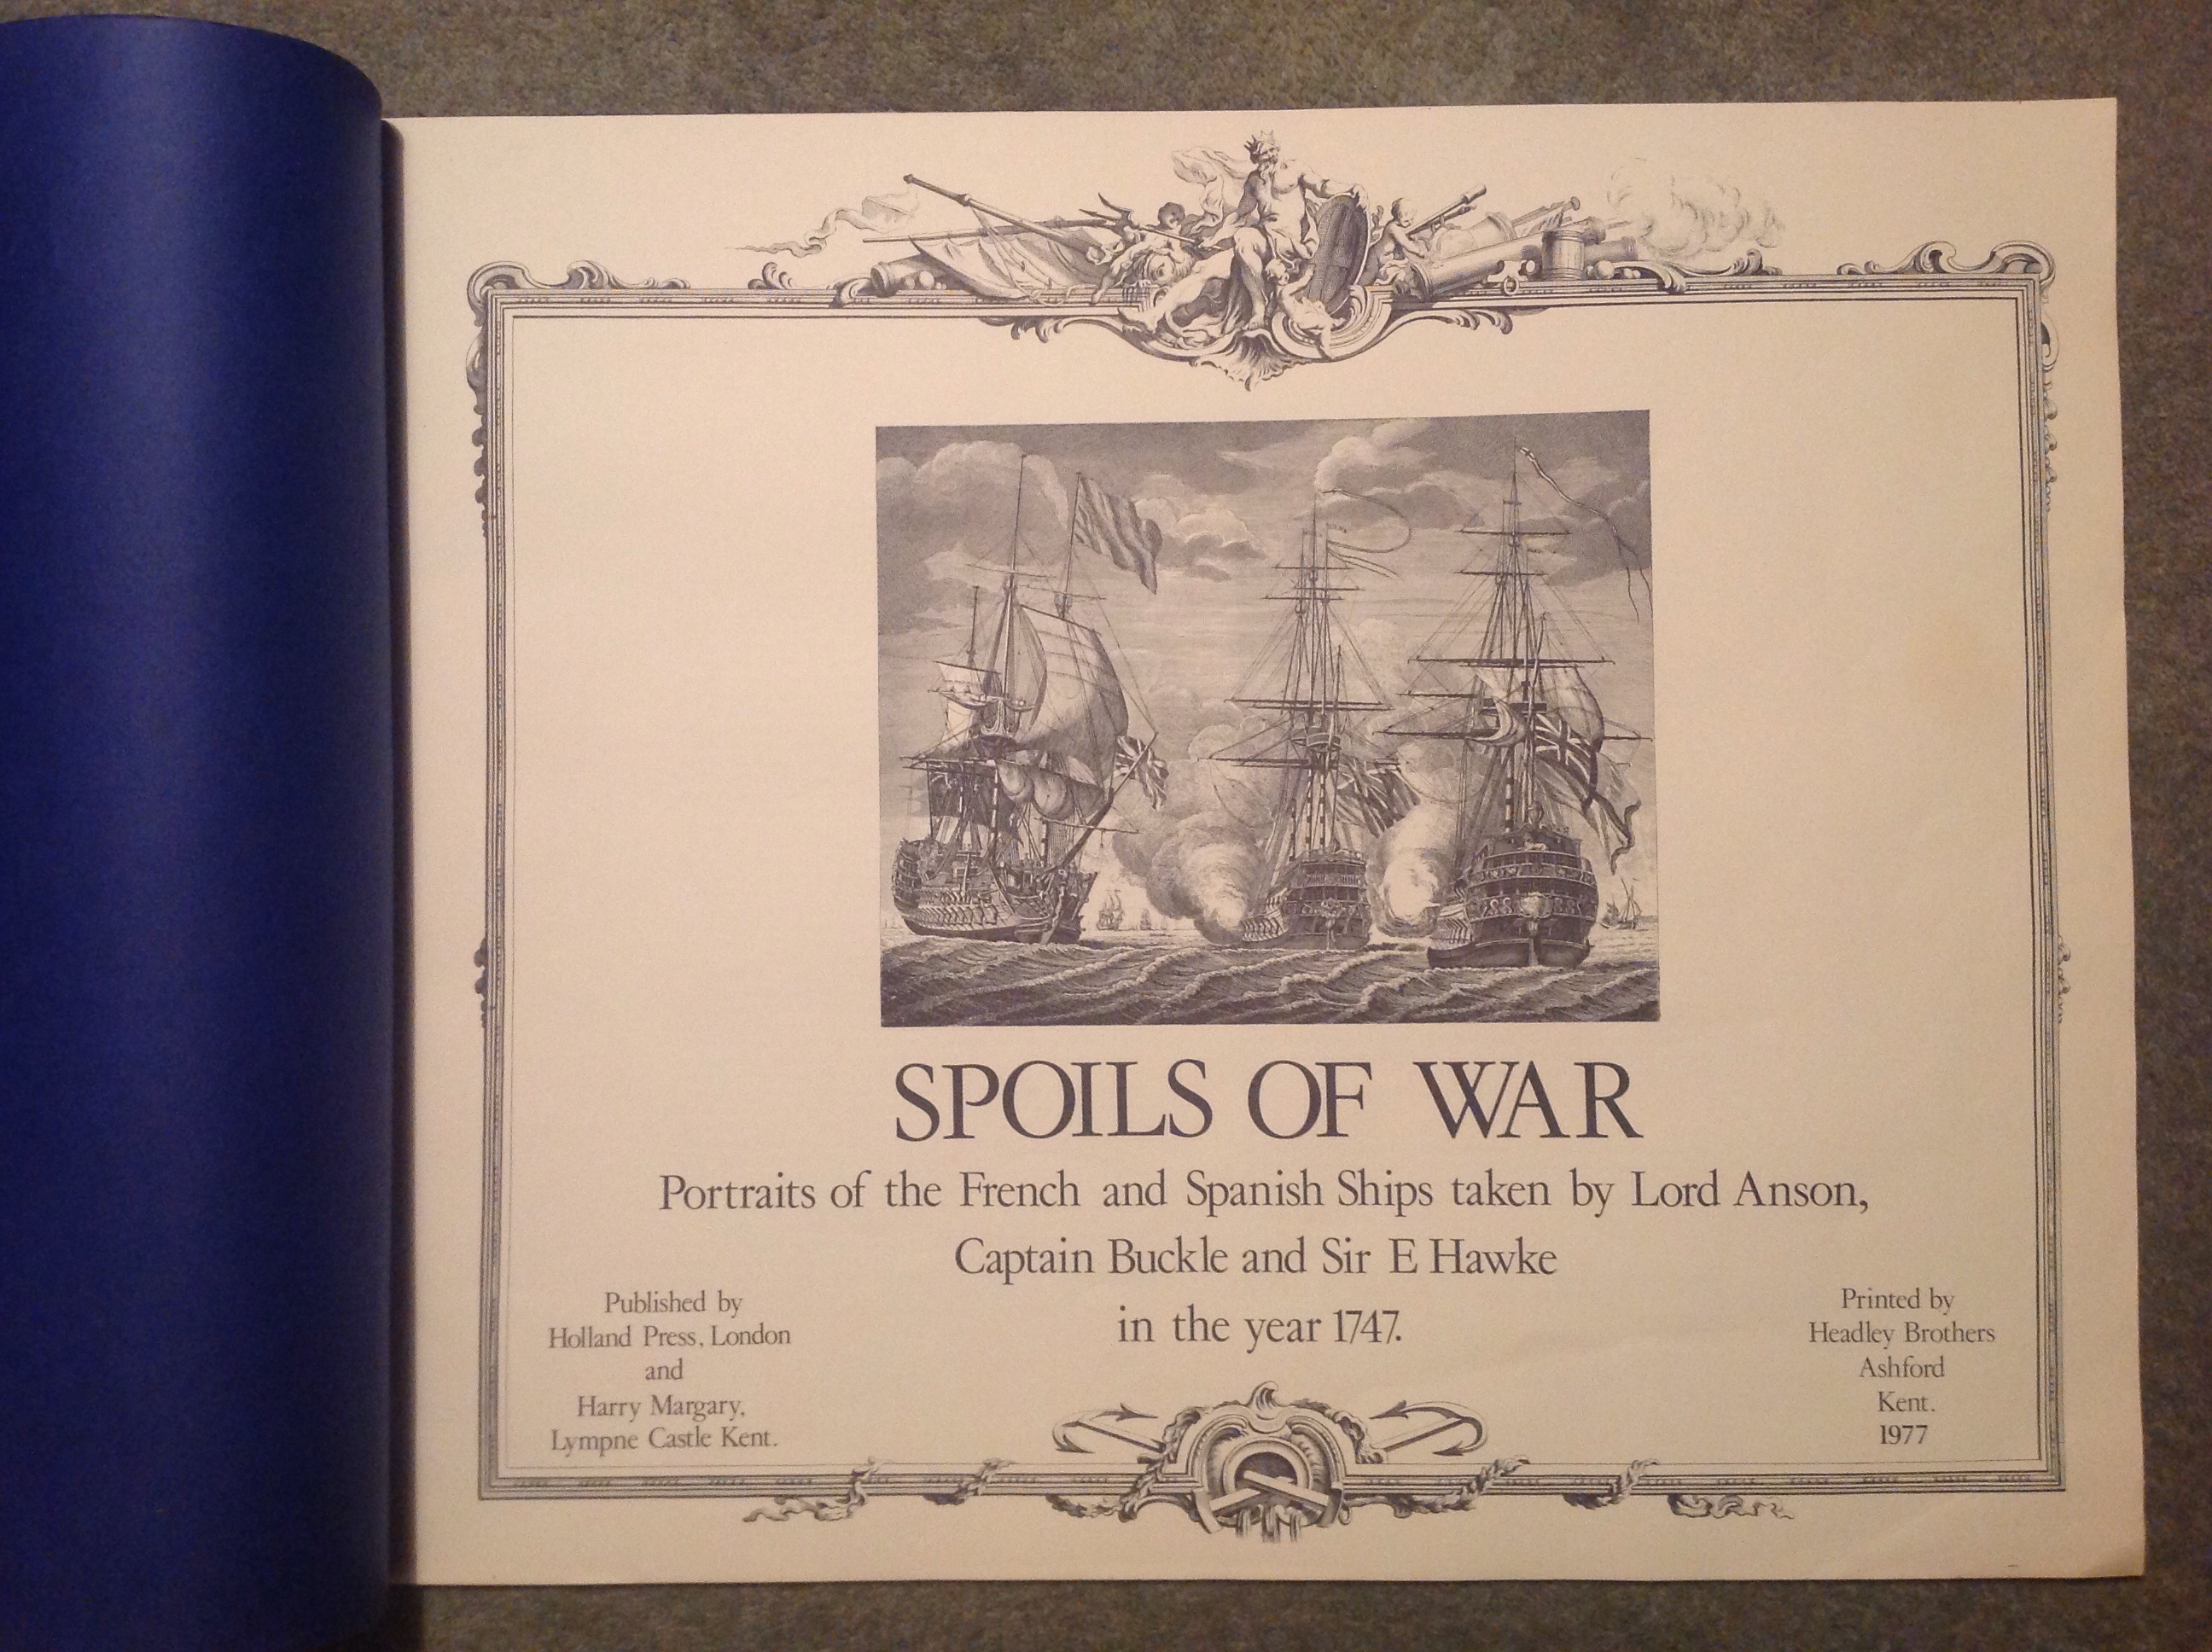 SPOILS OF WAR
Portraits of the French and Spanish Ships taken by Lord Anson,
Captain Buckle and Sir E Hawke
in the year 1747.
Published by
Holland Press, London
and
Harry Margary,
Lympne Castle Kent.
Printed by
Headley Brothers
Ashford
Kent.
1977